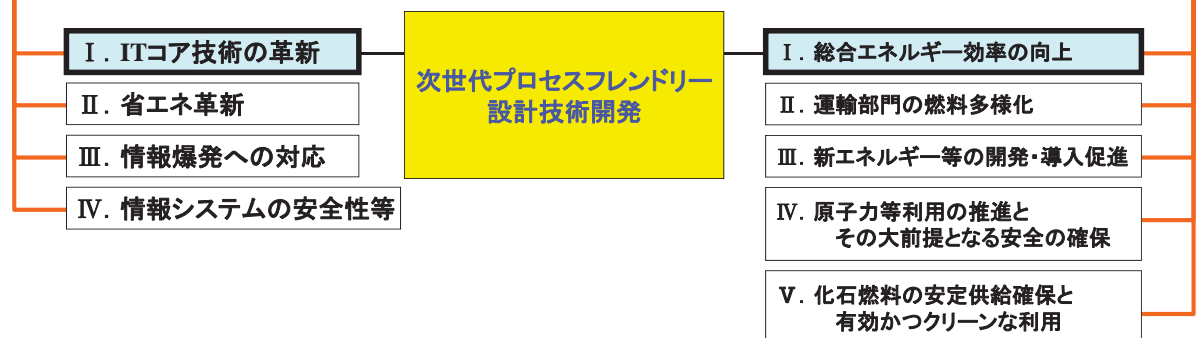 Ⅰ. ITコア技術の革新
Ⅱ. 省エネ革新
Ⅲ. 情報爆発への対応
Ⅳ. 情報システムの安全性等
次世代プロセスフレンドリー
設計技術開発
Ⅰ. 総合エネルギー効率の向上
Ⅱ. 運輸部門の燃料多様化
Ⅲ. 新エネルギー等の開発・導入促進
Ⅳ. 原子力等利用の推進と
その大前提となる安全の確保
Ⅴ. 化石燃料の安定供給確保と
有効かつクリーンな利用